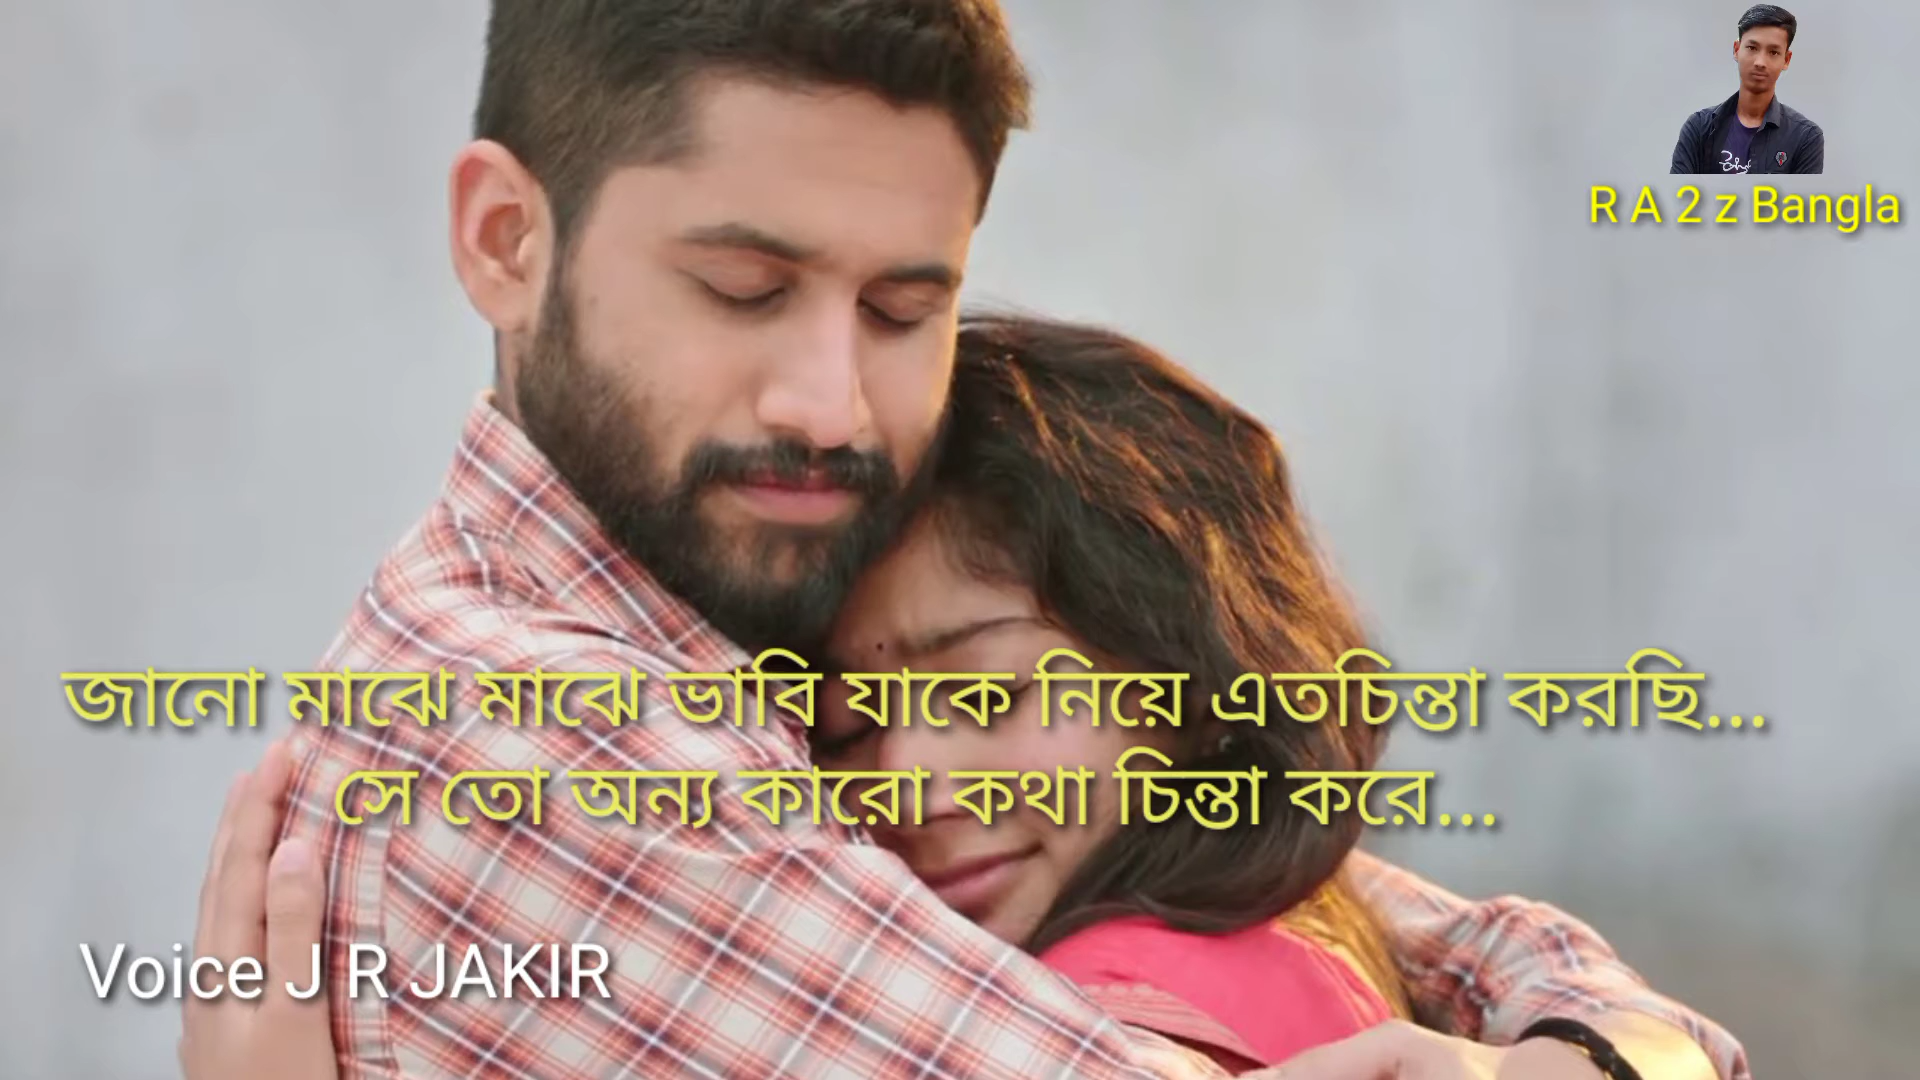 R A 2 z Bangla
জানো মাঝে মাঝে ভাবি যাকে নিয়ে এতচিন্তা করছি...
সে তো অন্য কারো কথা চিন্তা করে...
Voice J R JAKIR